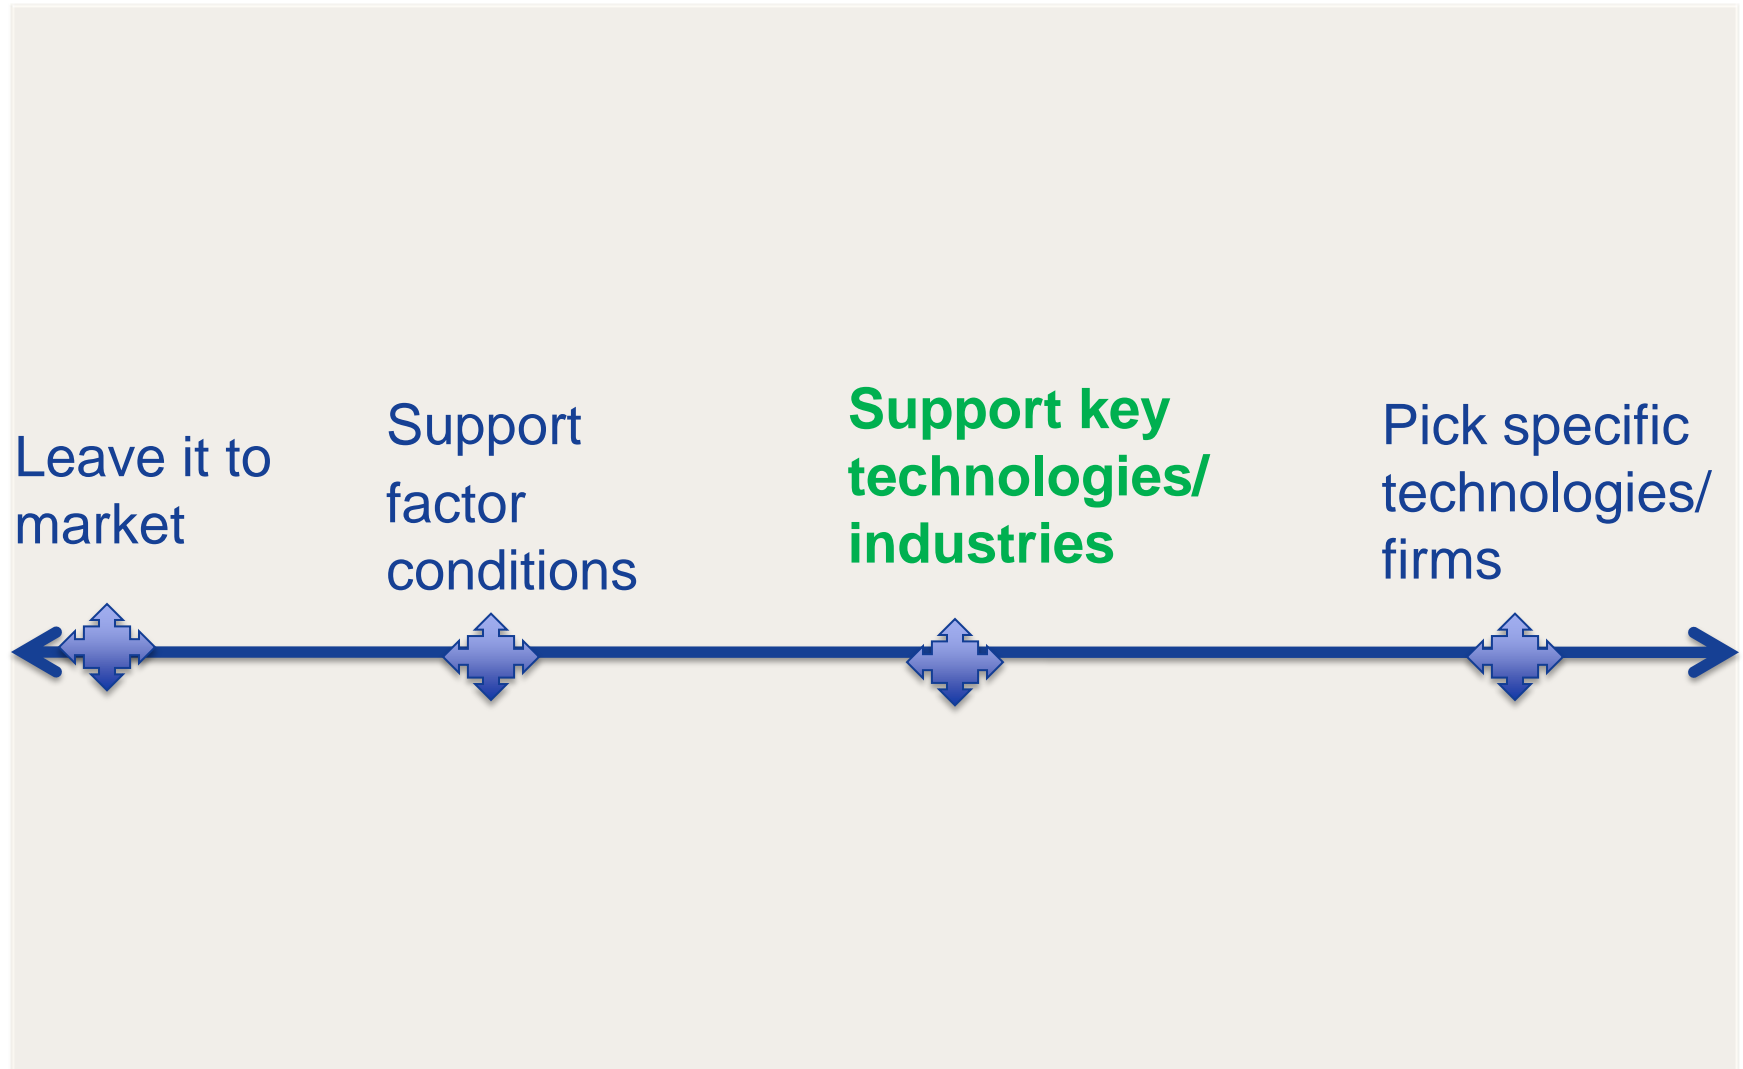 Leave it to
market
Support
factor
conditions
Support key
technologies/
industries
Pick specific
technologies/
firms